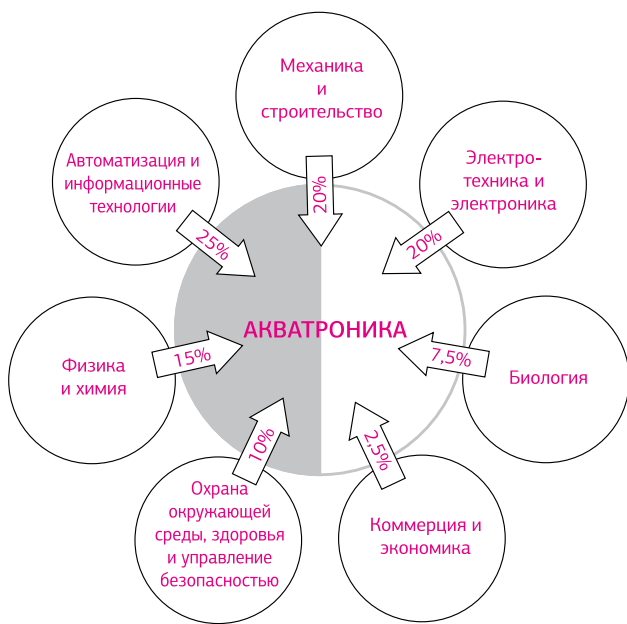 Механика
и
строительство
20%
Электро-
техника и
электроника
20%
Автоматизация и
информационные
технологии
25%
АКВАТРОНИКА
Физика
и химия
15%
7,5%
Биология
Охрана
окружающей
среды, здоровья
и управление
безопасностью
10%
2,5%
Коммерция и
экономика